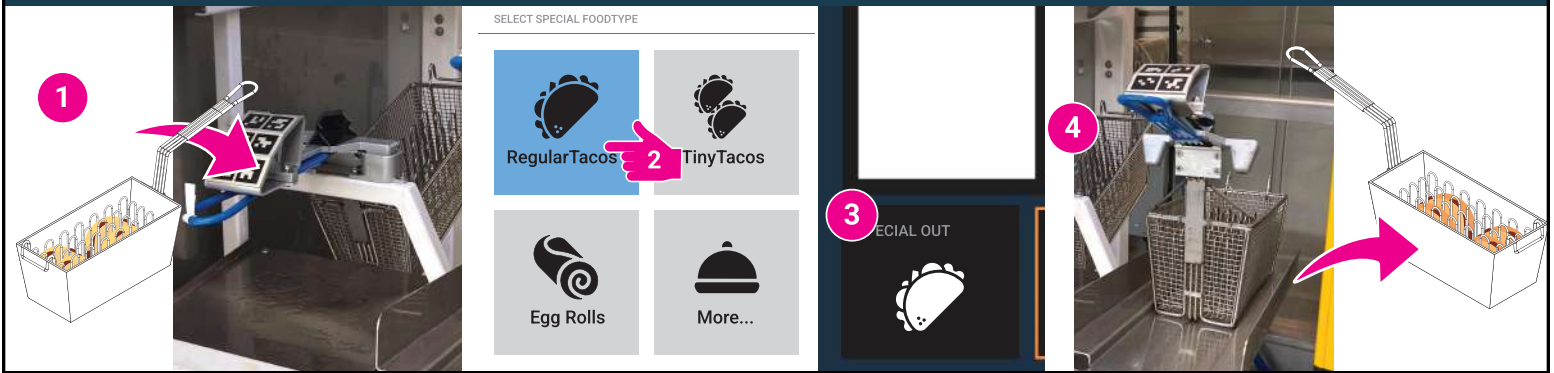 1
SELECT SPECIAL FOODTYPE
RegularTacos
2
TinyTacos
Egg Rolls
More...
3
ECIAL OUT
4